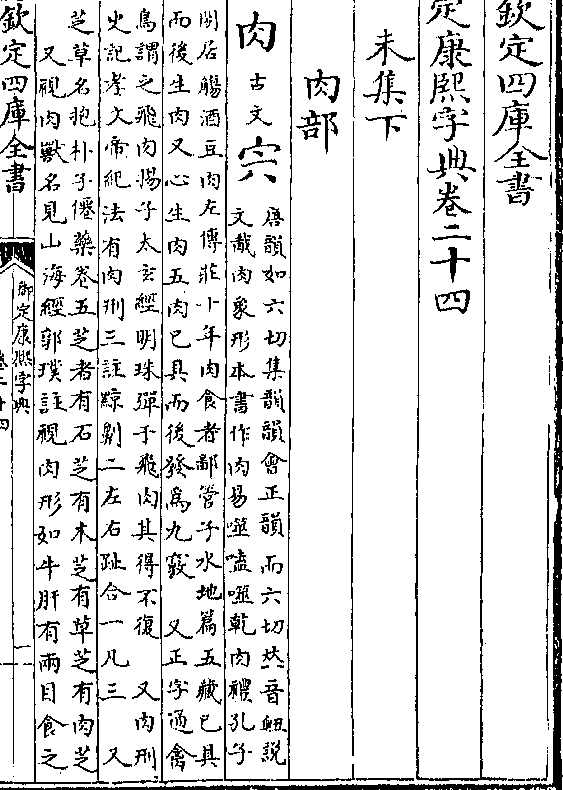 欽定四庫全書
定康熙字典卷二十四
未集下
肉部
肉 古文 宍 唐韻如六切集韻韻會正韻而六切𠀤音衄說
文胾肉象形本書作肉易噬嗑噬乾肉禮孔子
閒居觴酒豆肉左傳莊十年肉食者鄙管子水地篇五藏已具
而後生肉又心生肉五肉已具而後發爲九竅 又正字通禽
鳥謂之飛肉揚子太玄經明珠彈于飛肉其得不復 又肉刑
史記孝文帝紀法有肉刑三註黥劓二左右趾合一凡三 又
芝草名抱朴子僊藥卷五芝者有石芝有木芝有草芝有肉芝
又視肉獸名見山海經郭璞註視肉形如牛肝有兩目食之
欽定四庫全書
御定康熙字典
卷二十四
一